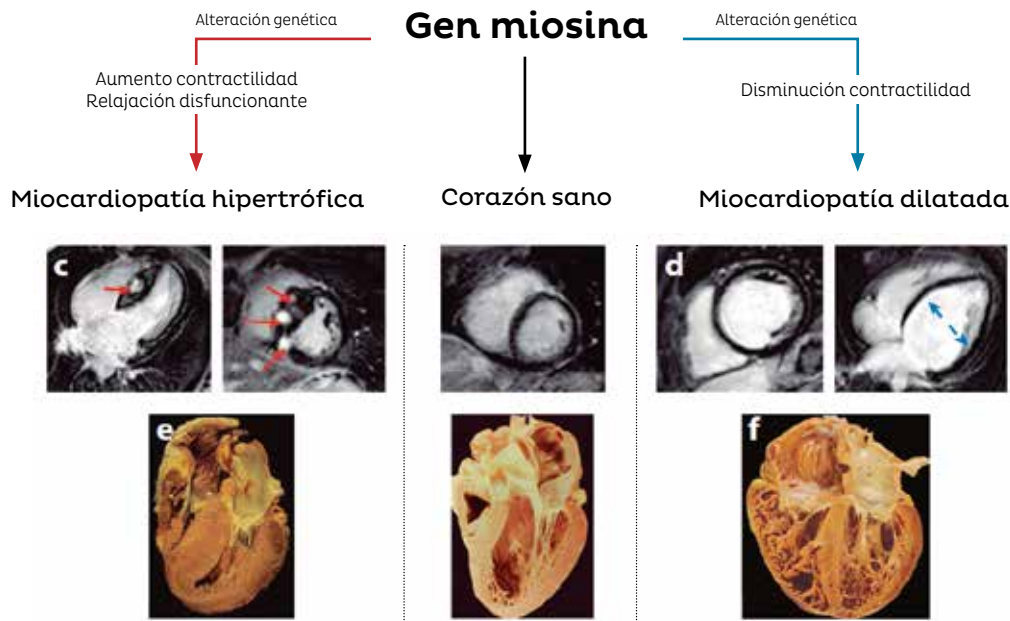 Gen miosina
Alteración genética
Alteración genética
Aumento contractilidad
Relajación disfuncionante
Disminución contractilidad
Miocardiopatía hipertrófica
Corazón sano
Miocardiopatía dilatada
c
d
e
f